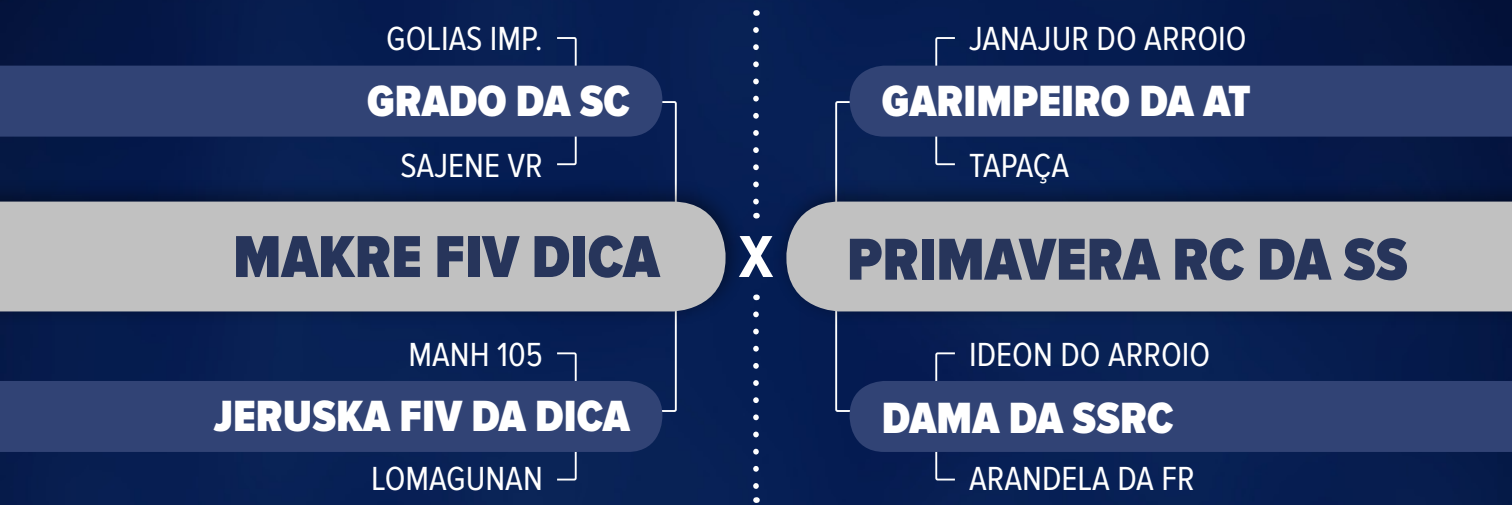 GOLIAS IMP.
GRADO DA SC
SAJENE VR
MAKRE FIV DICA
MANH 105
JERUSKA FIV DA DICA
LOMAGUNAN
X
JANAJUR DO ARROIO
GARIMPEIRO DA AT
TAPAÇA
PRIMAVERA RC DA SS
IDEON DO ARROIO
DAMA DA SSRC
ARANDELA DA FR